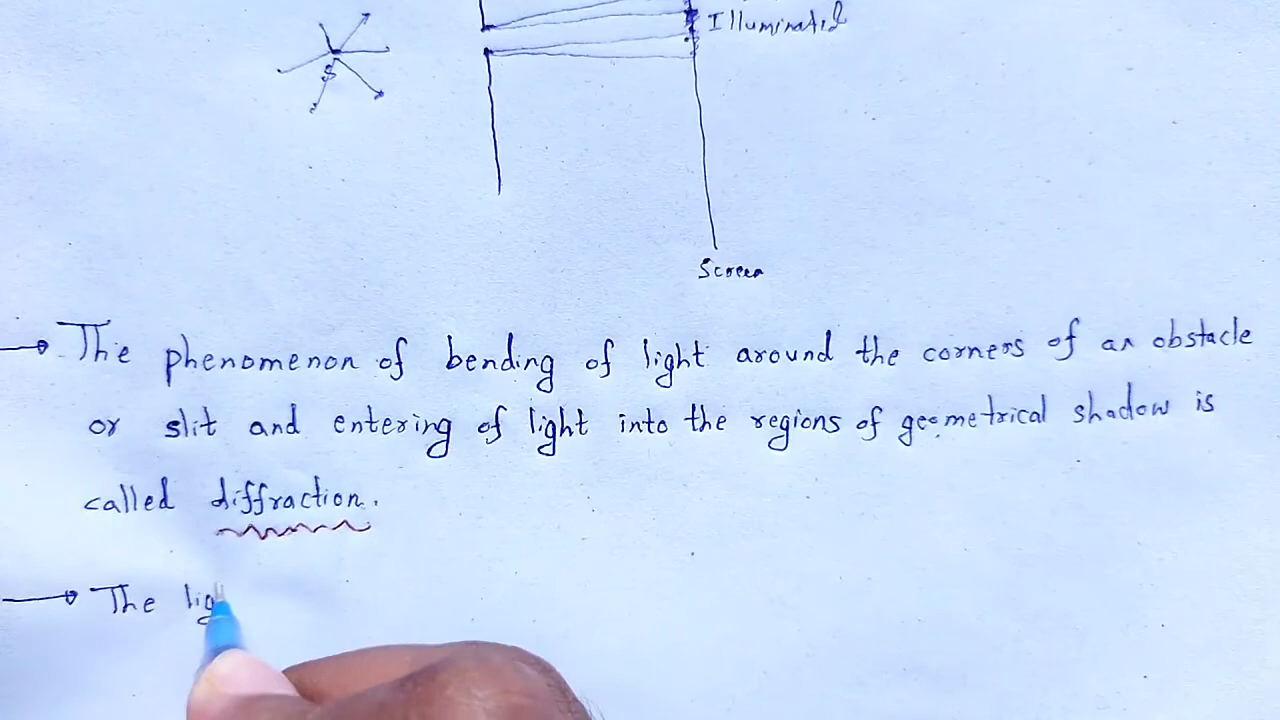 Illuminated
S
Screen
The phenomenon of bending of light around the corners of an obstacle
or slit and entering of light into the regions of geometrical shadow is
called diffraction.
The lig